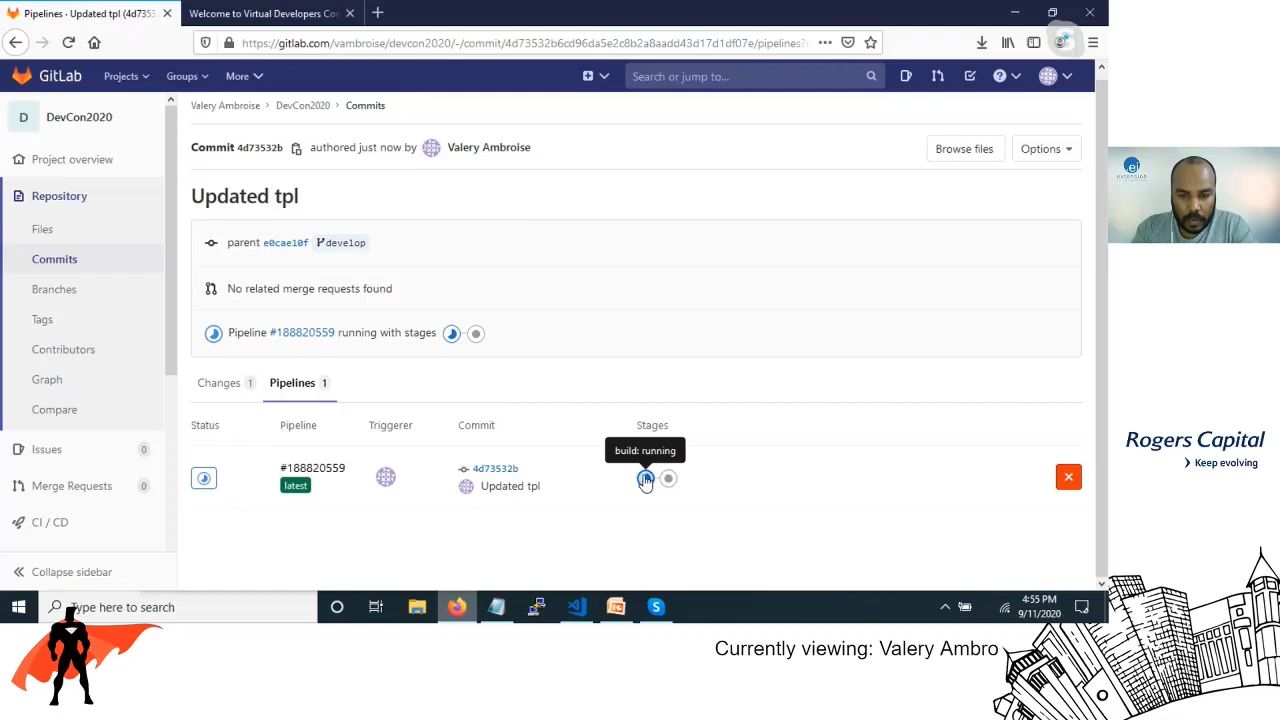 Pipelines · Updated tpl (4d7353
Welcome to Virtual Developers Co
https://gitlab.com/vambroise/devcon2020/-/commit/4d73532b6cd96da5e2c8b2a8aadd43d17d1df07e/pipelines?
GitLab
Projects
Groups
More
Search or jump to...
D
DevCon2020
Project overview
Repository
Files
Commits
Branches
Tags
Contributors
Graph
Compare
Issues 0
Merge Requests 0
CI / CD
Collapse sidebar
Valery Ambroise > DevCon2020 > Commits
Commit 4d73532b authored just now by Valery Ambroise
Browse files
Options
Updated tpl
parent e0cae10f develop
No related merge requests found
Pipeline #188820559 running with stages
Changes 1
Pipelines 1
Status
Pipeline
Triggerer
Commit
Stages
build: running
#188820559
latest
4d73532b
Updated tpl
Type here to search
4:55 PM
9/11/2020
ei
extension
Rogers Capital
Keep evolving
Currently viewing: Valery Ambro